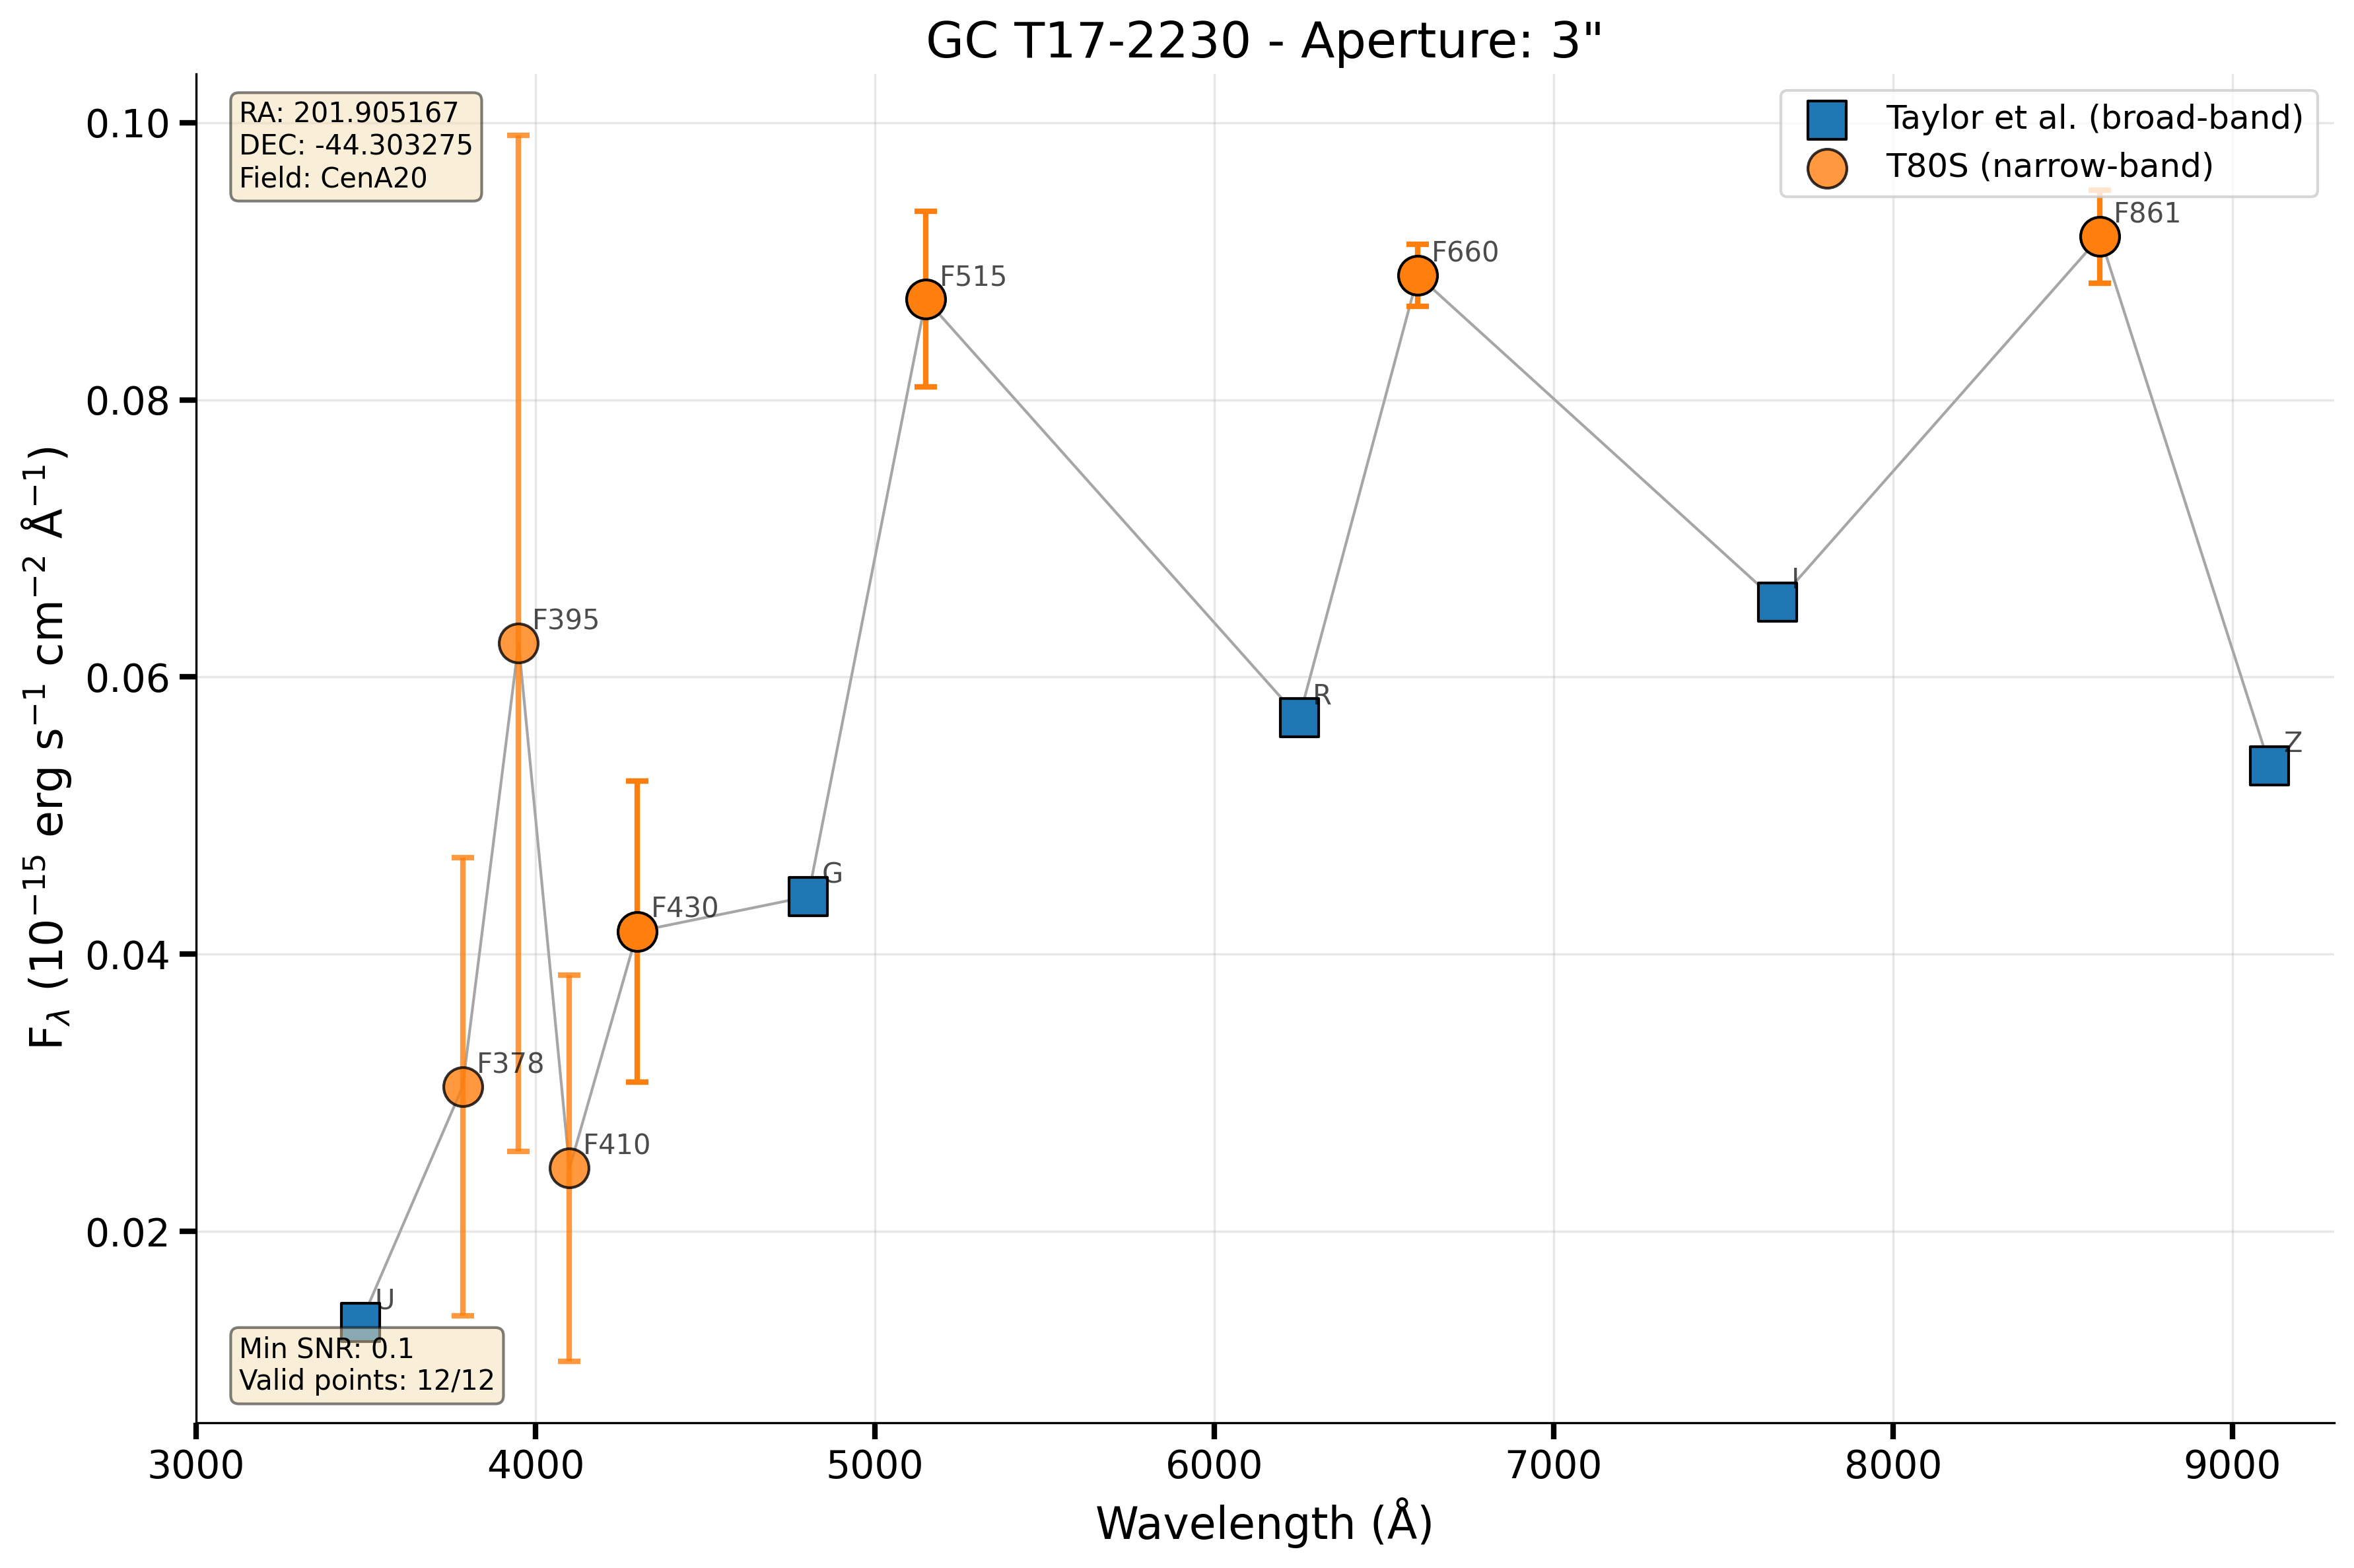 GC T17-2230 - Aperture: 3"
RA: 201.905167
DEC: -44.303275
Field: CenA20
Taylor et al. (broad-band)
T80S (narrow-band)
F861
F660
F515
F395
I
R
Z
G
F430
F378
F410
U
Min SNR: 0.1
Valid points: 12/12
0.10
0.08
0.06
0.04
0.02
F_λ (10⁻¹⁵ erg s⁻¹ cm⁻² Å⁻¹)
3000 4000 5000 6000 7000 8000 9000
Wavelength (Å)